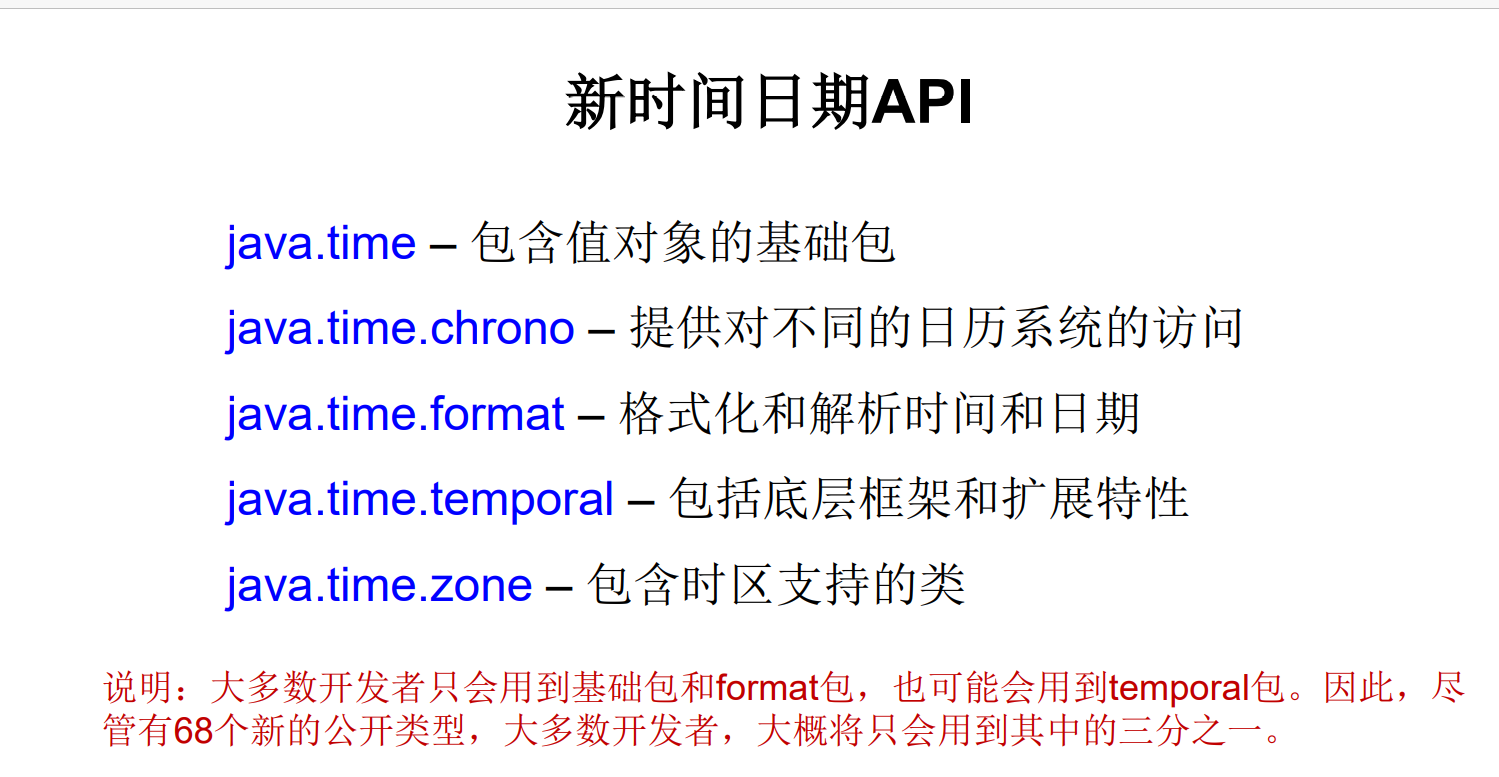 新时间日期API
java.time – 包含值对象的基础包
java.time.chrono – 提供对不同的日历系统的访问
java.time.format – 格式化和解析时间和日期
java.time.temporal – 包括底层框架和扩展特性
java.time.zone – 包含时区支持的类
说明：大多数开发者只会用到基础包和format包，也可能会用到temporal包。因此，尽
管有68个新的公开类型，大多数开发者，大概将只会用到其中的三分之一。